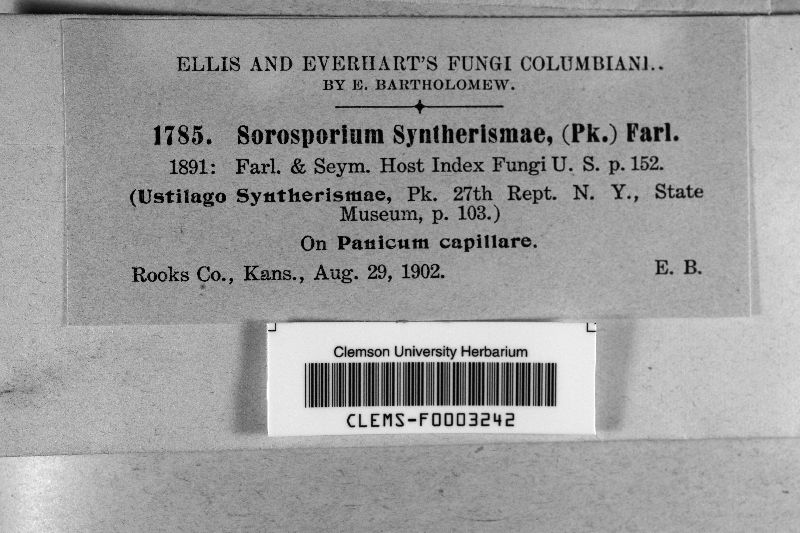 ELLIS AND EVERHART'S FUNGI COLUMBIANI..
BY E. BARTHOLOMEW.
1785. Sorosporium Syntherismae, (Pk.) Farl.
1891: Farl. & Seym. Host Index Fungi U. S. p. 152.
(Ustilago Syntherismae, Pk. 27th Rept. N. Y., State
Museum, p. 103.)
On Panicum capillare.
Rooks Co., Kans., Aug. 29, 1902. E. B.
Clemson University Herbarium
CLEMS-F0003242